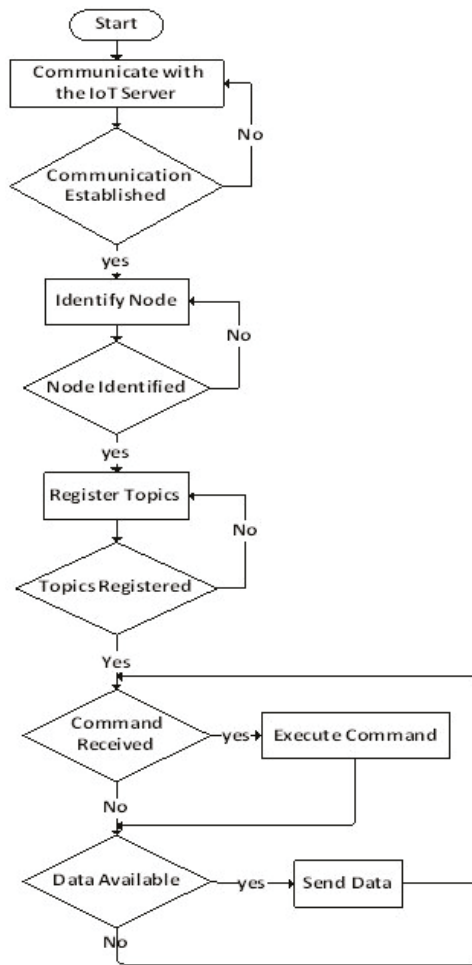 Start
Communicate with
the IoT Server
No
Communication
Established
yes
Identify Node
No
Node Identified
yes
Register Topics
No
Topics Registered
Yes
Command
Received
yes
Execute Command
No
Data Available
yes
Send Data
No